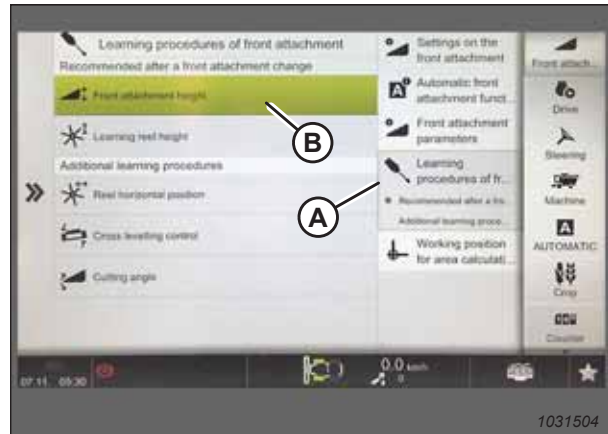 Learning procedures of front attachment
Recommended after a front attachment change
Front attachment height
Learning reel height
Additional learning procedures
Reel horizontal position
Cross levelling control
Cutting angle
B
A
Settings on the
front attachment
Automatic front
attachment funct...
Front attachment
parameters
Learning
procedures of fr...
Recommended after a fro...
Additional learning proce...
Working position
for area calculati...
Front attach...
Drive
Steering
Machine
A
AUTOMATIC
Crop
Counter
07.11 05:30
0.0 km/h
0
1031504